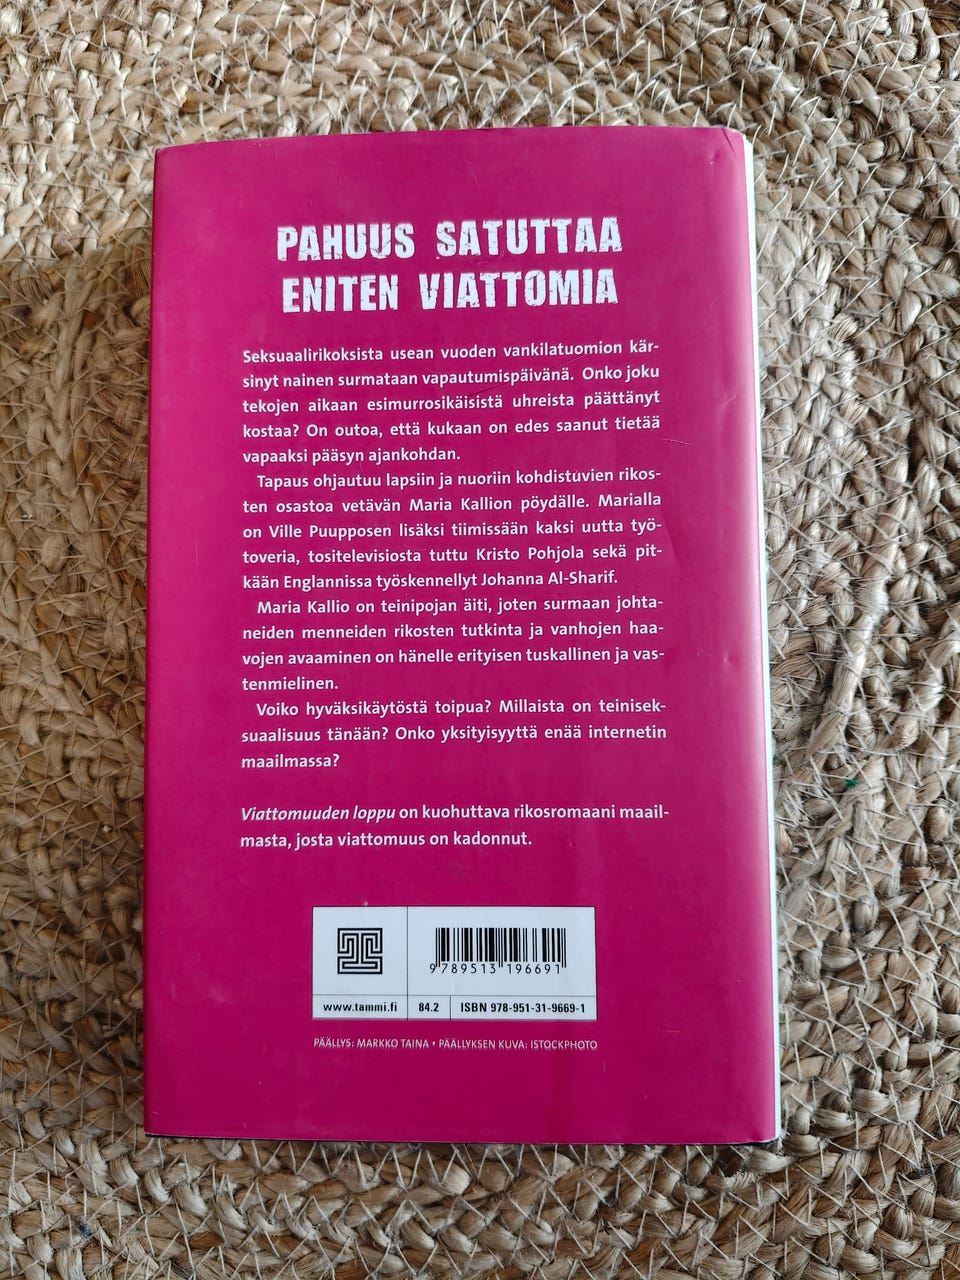 PAHUUS SATUTTAA
ENITEN VIATTOMIA
Seksuaalirikoksista usean vuoden vankilatuomion kär-
sinyt nainen surmataan vapautumispäivänä. Onko joku
tekojen aikaan esimurrosikäisistä uhreista päättänyt
kostaa? On outoa, että kukaan on edes saanut tietää
vapaaksi pääsyn ajankohdan.
Tapaus ohjautuu lapsiin ja nuoriin kohdistuvien rikos-
ten osastoa vetävän Maria Kallion pöydälle. Marialla
on Ville Puupposen lisäksi tiimissään kaksi uutta työ-
toveria, tositelevisiosta tuttu Kristo Pohjola sekä pit-
kään Englannissa työskennellyt Johanna Al-Sharif.
Maria Kallio on teinipojan äiti, joten surmaan johta-
neiden menneiden rikosten tutkinta ja vanhojen haa-
vojen avaaminen on hänelle erityisen tuskallinen ja vas-
tenmielinen.
Voiko hyväksikäytöstä toipua? Millaista on teinisek-
suaalisuus tänään? Onko yksityisyyttä enää internetin
maailmassa?
Viattomuuden loppu on kuohuttava rikosromaani maail-
masta, josta viattomuus on kadonnut.
9 789513 196691
www.tammi.fi 84.2 ISBN 978-951-31-9669-1
PÄÄLLYS: MARKKO TAINA • PÄÄLLYKSEN KUVA: ISTOCKPHOTO